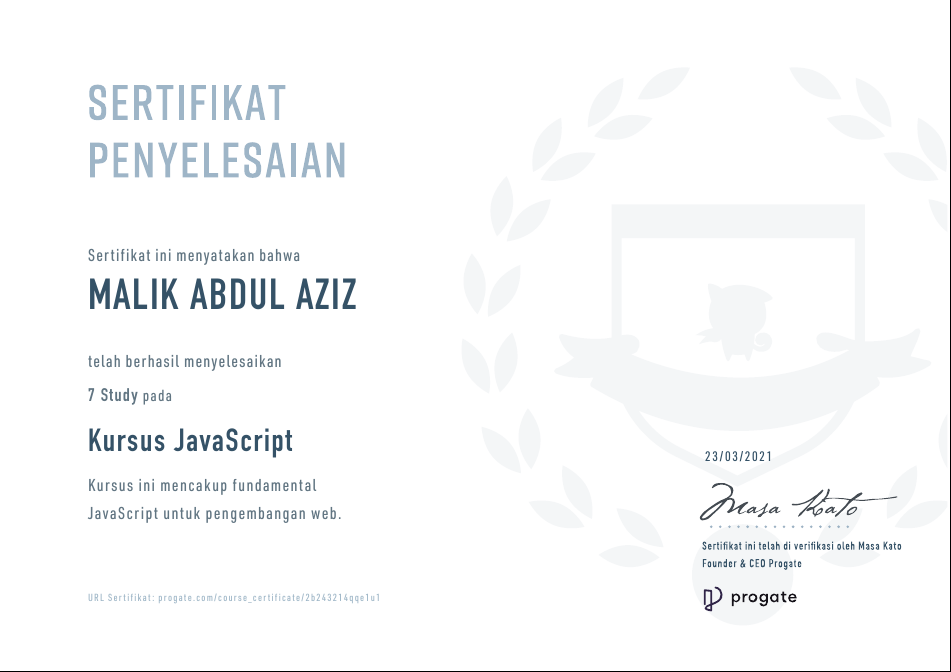 SERTIFIKAT
PENYELESAIAN
Sertifikat ini menyatakan bahwa
MALIK ABDUL AZIZ
telah berhasil menyelesaikan
7 Study pada
Kursus JavaScript
Kursus ini mencakup fundamental
JavaScript untuk pengembangan web.
23/03/2021
Masa Kato
Sertifikat ini telah di verifikasi oleh Masa Kato
Founder & CEO Progate
progate
URL Sertifikat: progate.com/course_certificate/2b243214qqe1u1